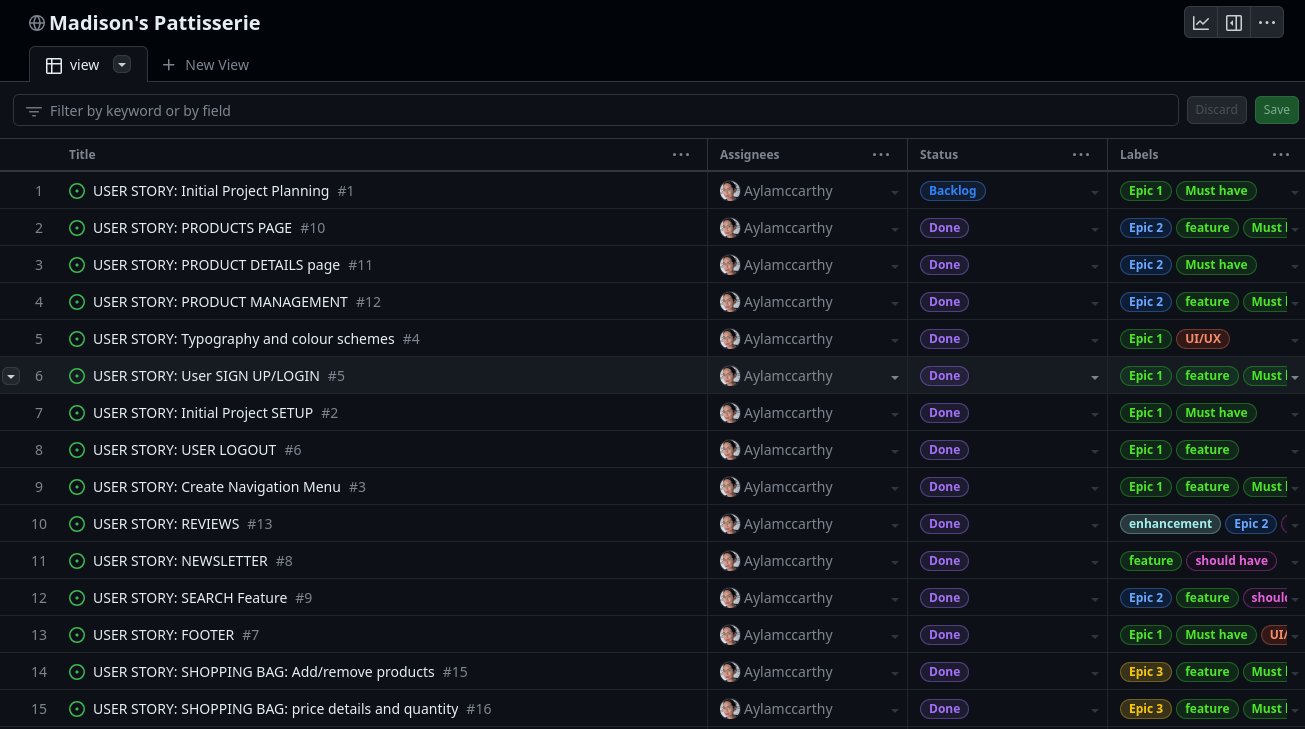 Madison's Pattisserie
view New View
Filter by keyword or by field Discard Save
Title Assignees Status Labels
1 USER STORY: Initial Project Planning #1 Aylamccarthy Backlog Epic 1 Must have
2 USER STORY: PRODUCTS PAGE #10 Aylamccarthy Done Epic 2 feature Must
3 USER STORY: PRODUCT DETAILS page #11 Aylamccarthy Done Epic 2 Must have
4 USER STORY: PRODUCT MANAGEMENT #12 Aylamccarthy Done Epic 2 feature Must
5 USER STORY: Typography and colour schemes #4 Aylamccarthy Done Epic 1 UI/UX
6 USER STORY: User SIGN UP/LOGIN #5 Aylamccarthy Done Epic 1 feature Must
7 USER STORY: Initial Project SETUP #2 Aylamccarthy Done Epic 1 Must have
8 USER STORY: USER LOGOUT #6 Aylamccarthy Done Epic 1 feature
9 USER STORY: Create Navigation Menu #3 Aylamccarthy Done Epic 1 feature Must
10 USER STORY: REVIEWS #13 Aylamccarthy Done enhancement Epic 2
11 USER STORY: NEWSLETTER #8 Aylamccarthy Done feature should have
12 USER STORY: SEARCH Feature #9 Aylamccarthy Done Epic 2 feature
13 USER STORY: FOOTER #7 Aylamccarthy Done Epic 1 Must have
14 USER STORY: SHOPPING BAG: Add/remove products #15 Aylamccarthy Done Epic 3 feature Must
15 USER STORY: SHOPPING BAG: price details and quantity #16 Aylamccarthy Done Epic 3 feature Must